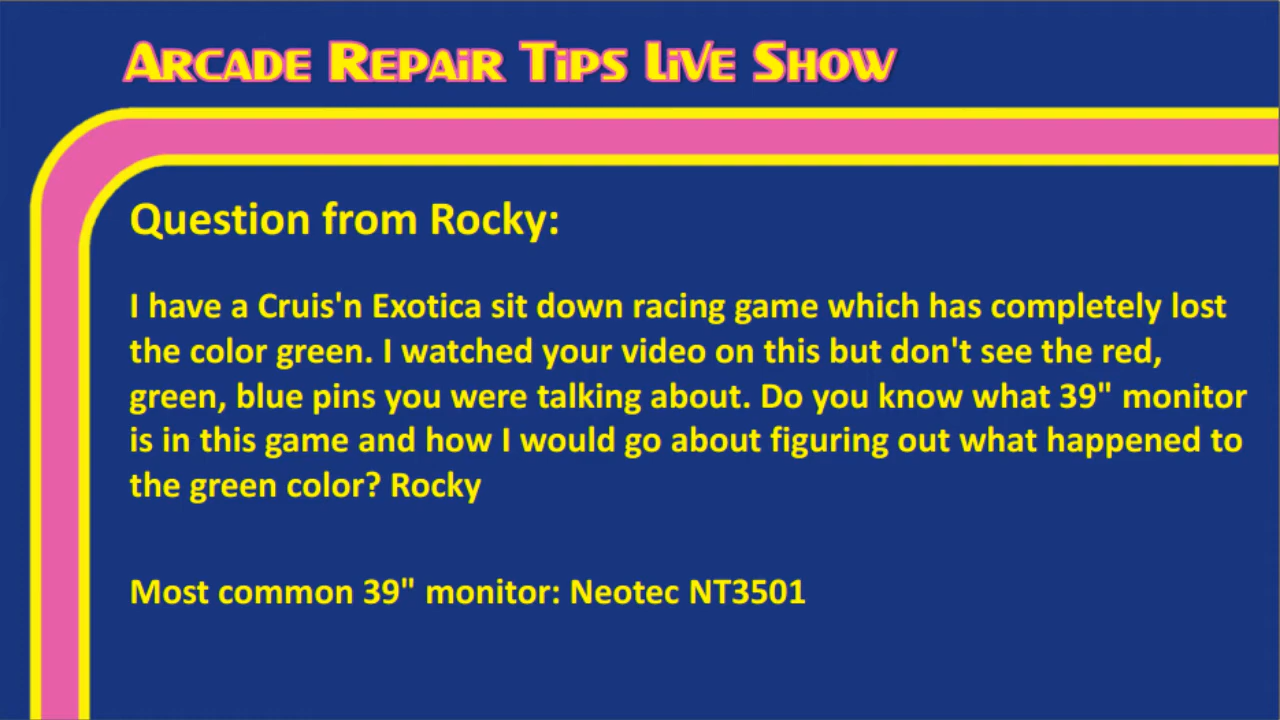 Arcade Repair Tips Live Show
Question from Rocky:
I have a Cruis'n Exotica sit down racing game which has completely lost
the color green. I watched your video on this but don't see the red,
green, blue pins you were talking about. Do you know what 39" monitor
is in this game and how I would go about figuring out what happened to
the green color? Rocky
Most common 39" monitor: Neotec NT3501